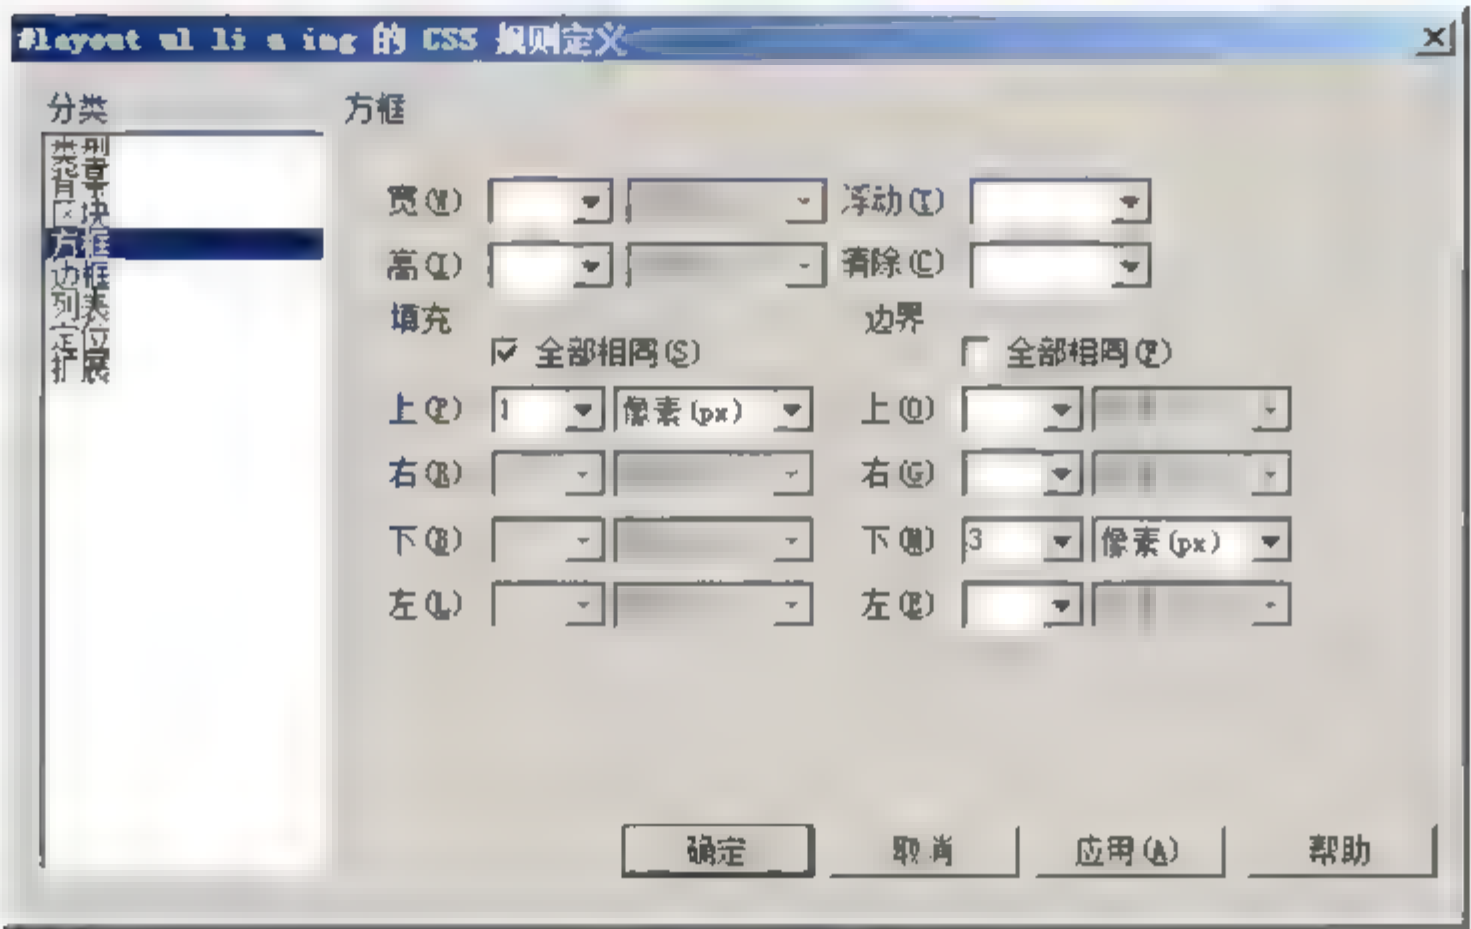 #layout ul li a img 的 CSS 规则定义
分类
类型
背景
区块
方框
边框
列表
定位
扩展
方框
宽(W) 浮动(T)
高(I) 清除(C)
填充 边界
全部相同(S) 全部相同(F)
上(P) 1 像素(px) 上(O)
右(R) 右(G)
下(B) 下(M) 3 像素(px)
左(L) 左(E)
确定 取消 应用(A) 帮助